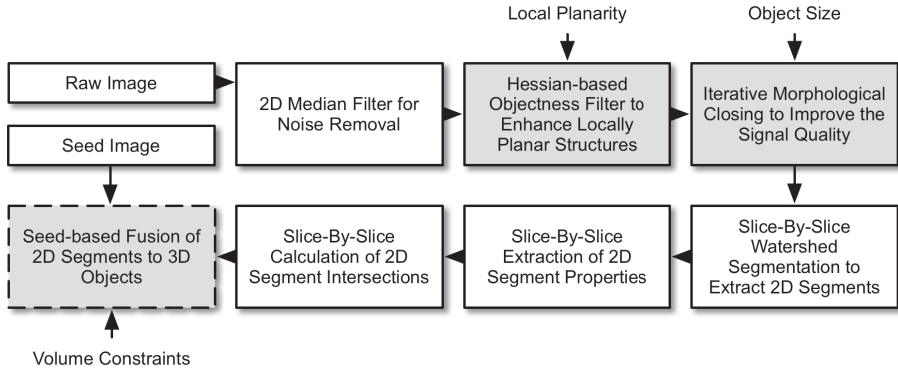 Local Planarity
Object Size
Raw Image
2D Median Filter for
Noise Removal
Hessian-based
Objectness Filter to
Enhance Locally
Planar Structures
Iterative Morphological
Closing to Improve the
Signal Quality
Seed Image
Seed-based Fusion of
2D Segments to 3D
Objects
Slice-By-Slice
Calculation of 2D
Segment Intersections
Slice-By-Slice
Extraction of 2D
Segment Properties
Slice-By-Slice
Watershed
Segmentation to
Extract 2D Segments
Volume Constraints